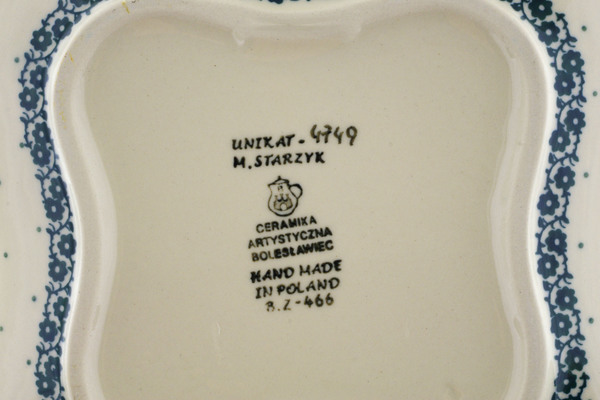 UNIKAT - 4749
M. STARZYK
CERAMIKA
ARTYSTYCZNA
BOLESŁAWIEC
HAND MADE
IN POLAND
B.Z-466